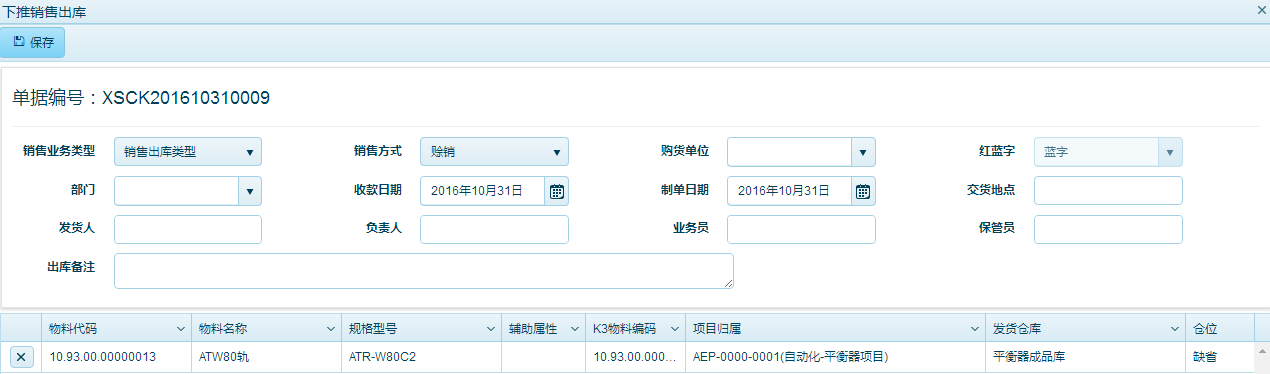 下推销售出库
保存
单据编号：XSCK201610310009
销售业务类型 销售出库类型 销售方式 赊销 购货单位 红蓝字 蓝字
部门 收款日期 2016年10月31日 制单日期 2016年10月31日 交货地点
发货人 负责人 业务员 保管员
出库备注
物料代码 物料名称 规格型号 辅助属性 K3物料编码 项目归属 发货仓库 仓位
10.93.00.00000013 ATW80轨 ATR-W80C2 10.93.00.000... AEP-0000-0001(自动化-平衡器项目) 平衡器成品库 缺省